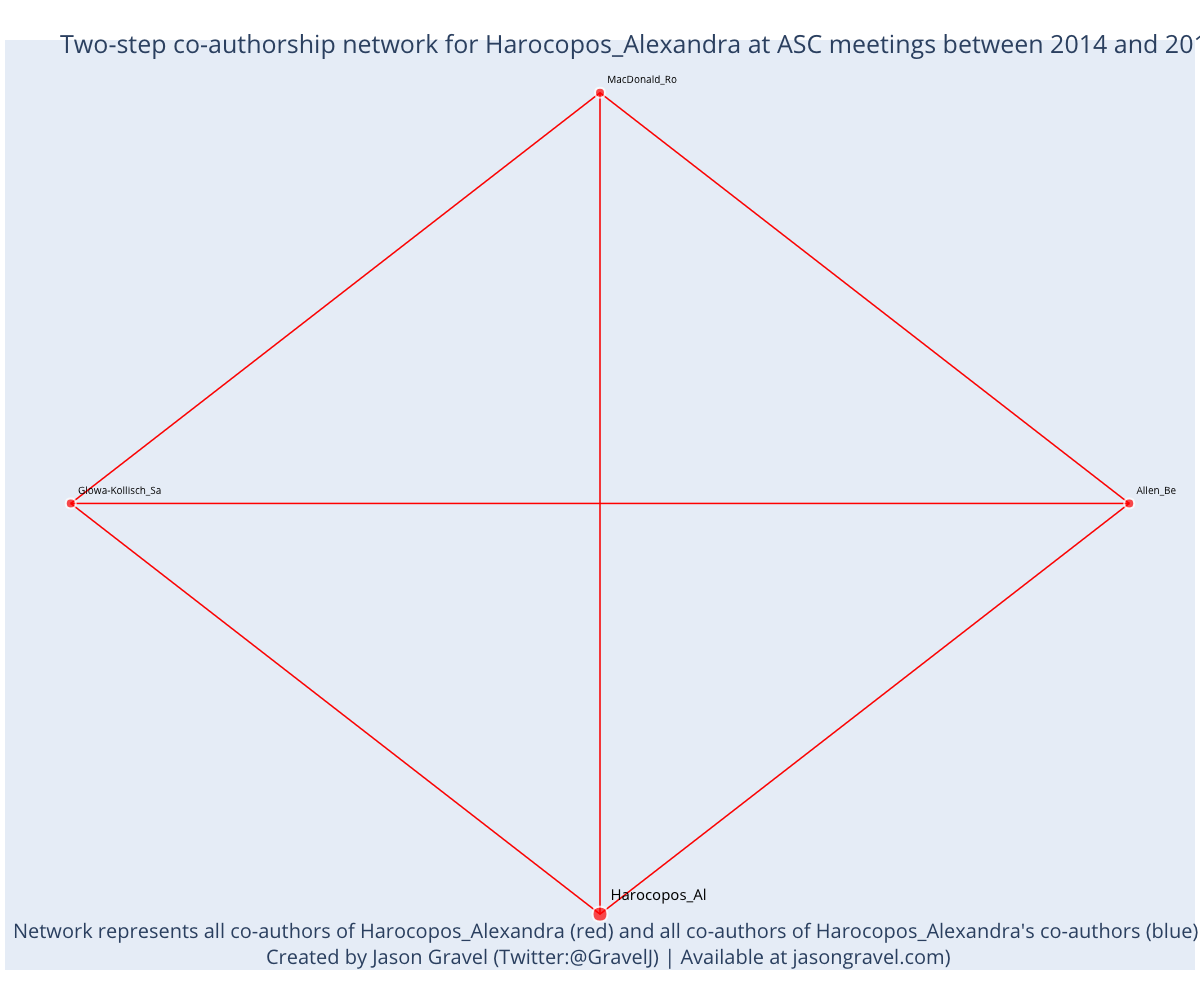 Two-step co-authorship network for Harocopos_Alexandra at ASC meetings between 2014 and 201
MacDonald_Ro
Glowa-Kollisch_Sa
Allen_Be
Harocopos_Al
Network represents all co-authors of Harocopos_Alexandra (red) and all co-authors of Harocopos_Alexandra's co-authors (blue)
Created by Jason Gravel (Twitter:@GravelJ) | Available at jasongravel.com)